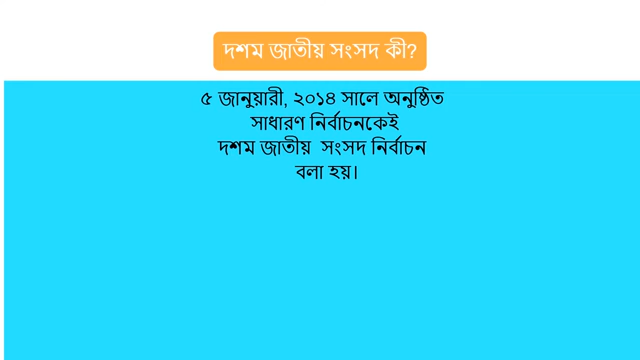 দশম জাতীয় সংসদ কী?
৫ জানুয়ারী, ২০১৪ সালে অনুষ্ঠিত
সাধারণ নির্বাচনকেই
দশম জাতীয় সংসদ নির্বাচন
বলা হয়।